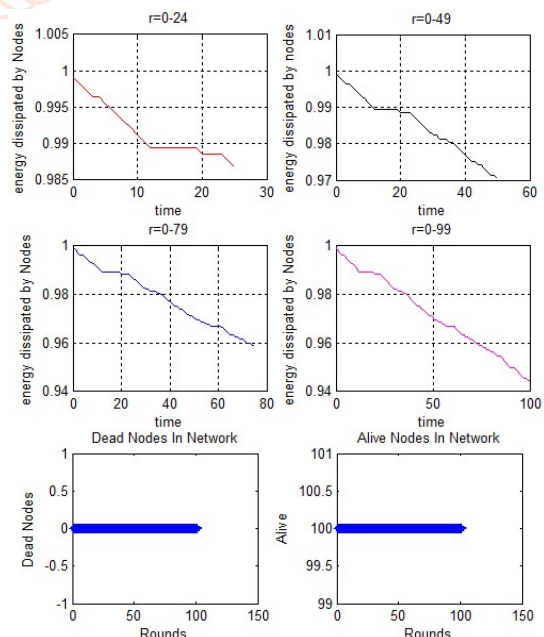 r=0-24
energy dissipated by Nodes
1.005
1
0.995
0.99
0.985
0 10 20 30
time
r=0-49
energy dissipated by nodes
1.01
1
0.99
0.98
0.97
0 20 40 60
time
r=0-79
energy dissipated by Nodes
1
0.98
0.96
0.94
0 20 40 60 80
time
r=0-99
energy dissipated by Nodes
1
0.98
0.96
0.94
0 50 100
time
Dead Nodes In Network
Dead Nodes
1
0.5
0
-0.5
-1
0 50 100 150
Rounds
Alive Nodes In Network
Alive
101
100.5
100
99.5
99
0 50 100 150
Rounds